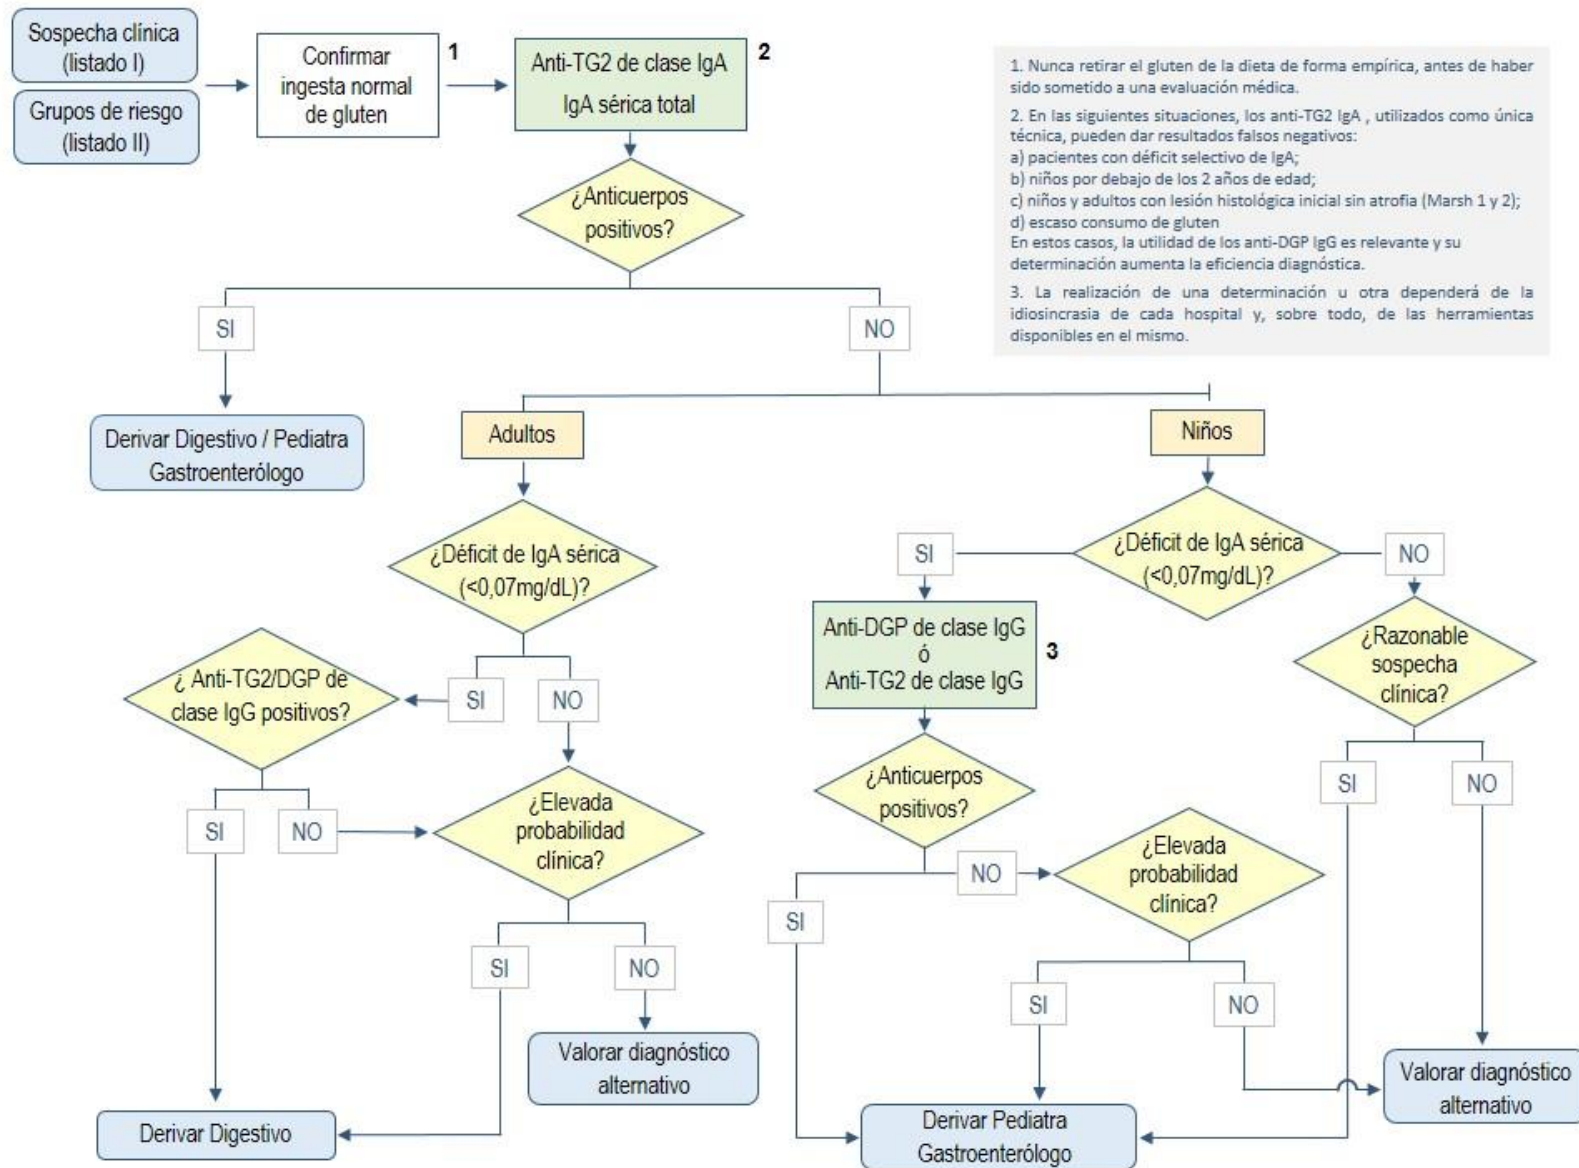 Sospecha clínica
(listado I)
Grupos de riesgo
(listado II)
Confirmar
ingesta normal
de gluten
1
Anti-TG2 de clase IgA
IgA sérica total
2
1. Nunca retirar el gluten de la dieta de forma empírica, antes de haber
sido sometido a una evaluación médica.
2. En las siguientes situaciones, los anti-TG2 IgA , utilizados como única
técnica, pueden dar resultados falsos negativos:
a) pacientes con déficit selectivo de IgA;
b) niños por debajo de los 2 años de edad;
c) niños y adultos con lesión histológica inicial sin atrofia (Marsh 1 y 2);
d) escaso consumo de gluten
En estos casos, la utilidad de los anti-DGP IgG es relevante y su
determinación aumenta la eficiencia diagnóstica.
3. La realización de una determinación u otra dependerá de la
idiosincrasia de cada hospital y, sobre todo, de las herramientas
disponibles en el mismo.
¿Anticuerpos
positivos?
SI
NO
Derivar Digestivo / Pediatra
Gastroenterólogo
Adultos
Niños
¿Déficit de IgA sérica
(<0,07mg/dL)?
SI
NO
¿ Anti-TG2/DGP de
clase IgG positivos?
SI
NO
¿Elevada
probabilidad
clínica?
SI
NO
Valorar diagnóstico
alternativo
Derivar Digestivo
¿Déficit de IgA sérica
(<0,07mg/dL)?
SI
NO
Anti-DGP de clase IgG
ó
Anti-TG2 de clase IgG
3
¿Razonable
sospecha
clínica?
SI
NO
¿Anticuerpos
positivos?
SI
NO
¿Elevada
probabilidad
clínica?
SI
NO
Derivar Pediatra
Gastroenterólogo
Valorar diagnóstico
alternativo